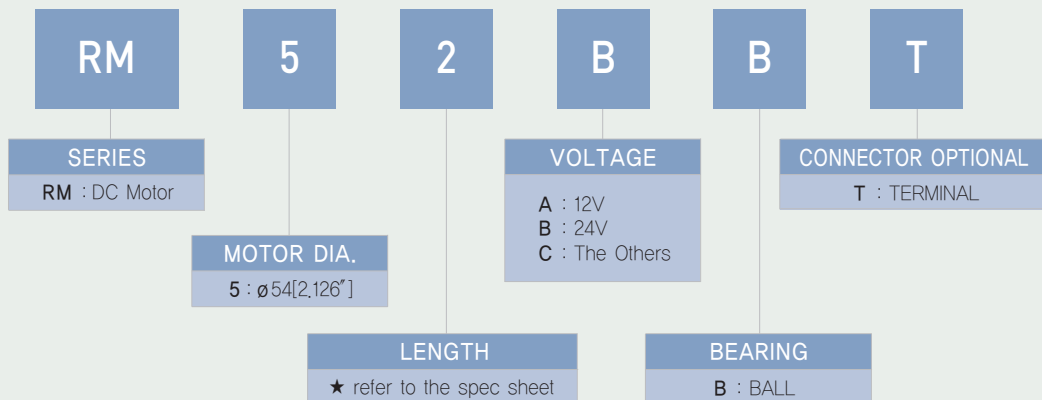 RM 5 2 B B T
SERIES
RM : DC Motor
VOLTAGE
A : 12V
B : 24V
C : The Others
CONNECTOR OPTIONAL
T : TERMINAL
MOTOR DIA.
5 : ø54[2.126″]
LENGTH
★ refer to the spec sheet
BEARING
B : BALL